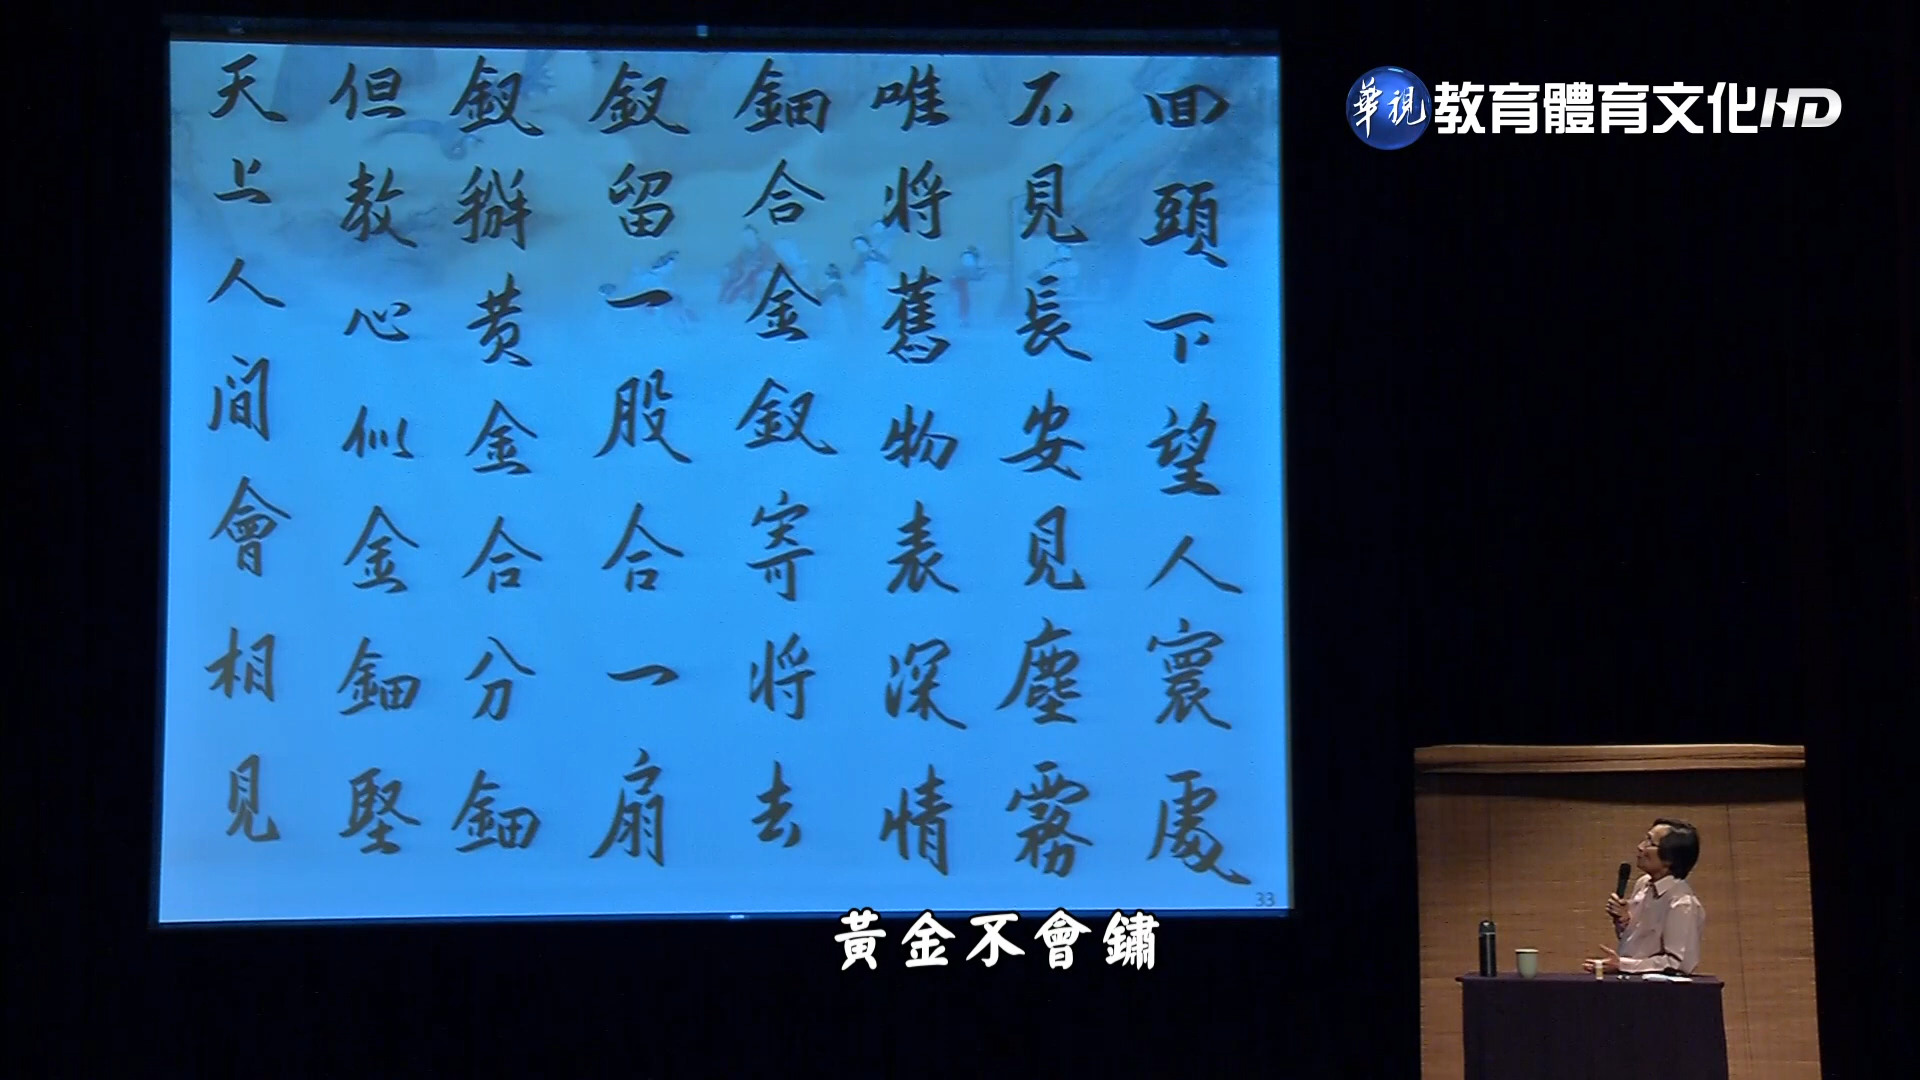 華視 教育體育文化HD
回頭下望人寰處
不見長安見塵霧
唯將舊物表深情
鈿合金釵寄將去
釵留一股合一扇
釵擘黃金合分鈿
但教心似金鈿堅
天上人間會相見
33
黃金不會鏽